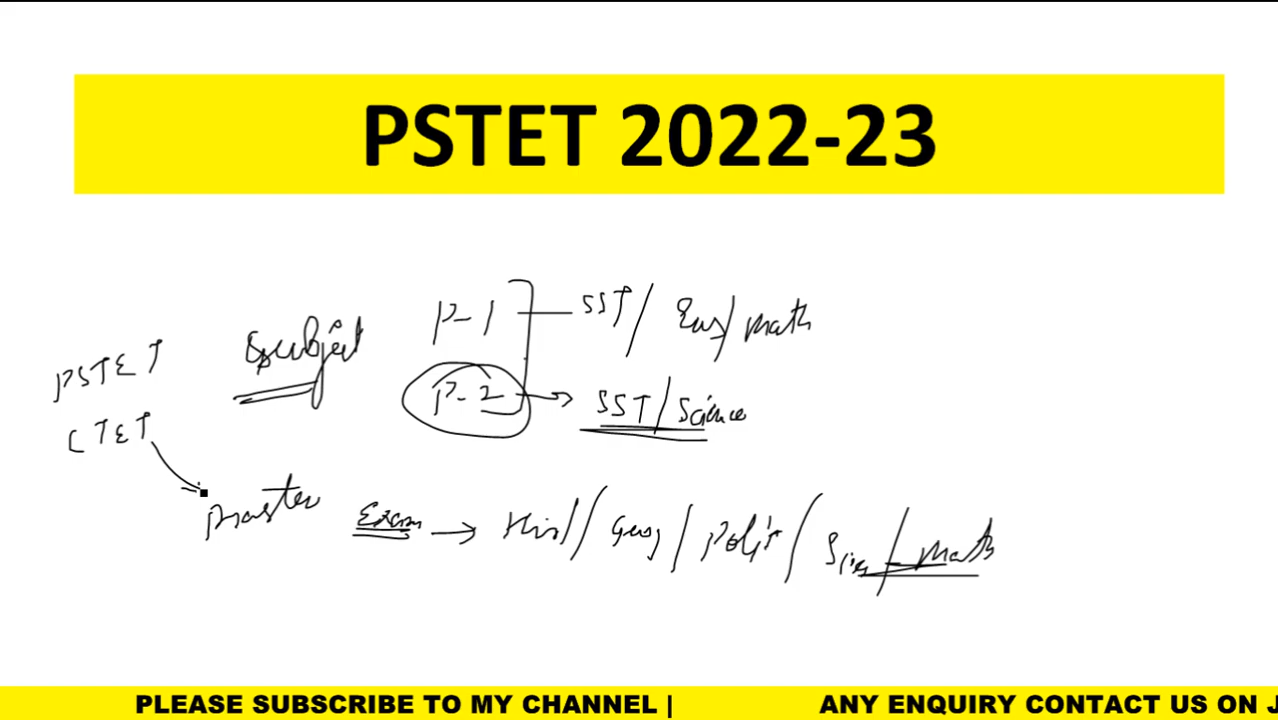 PSTET 2022-23
P-1 SST / Eng / math
Subject
PSTET
P-2 SST / Science
CTET
master Exam Hist / Geog / Polit / - math
PLEASE SUBSCRIBE TO MY CHANNEL | ANY ENQUIRY CONTACT US ON J